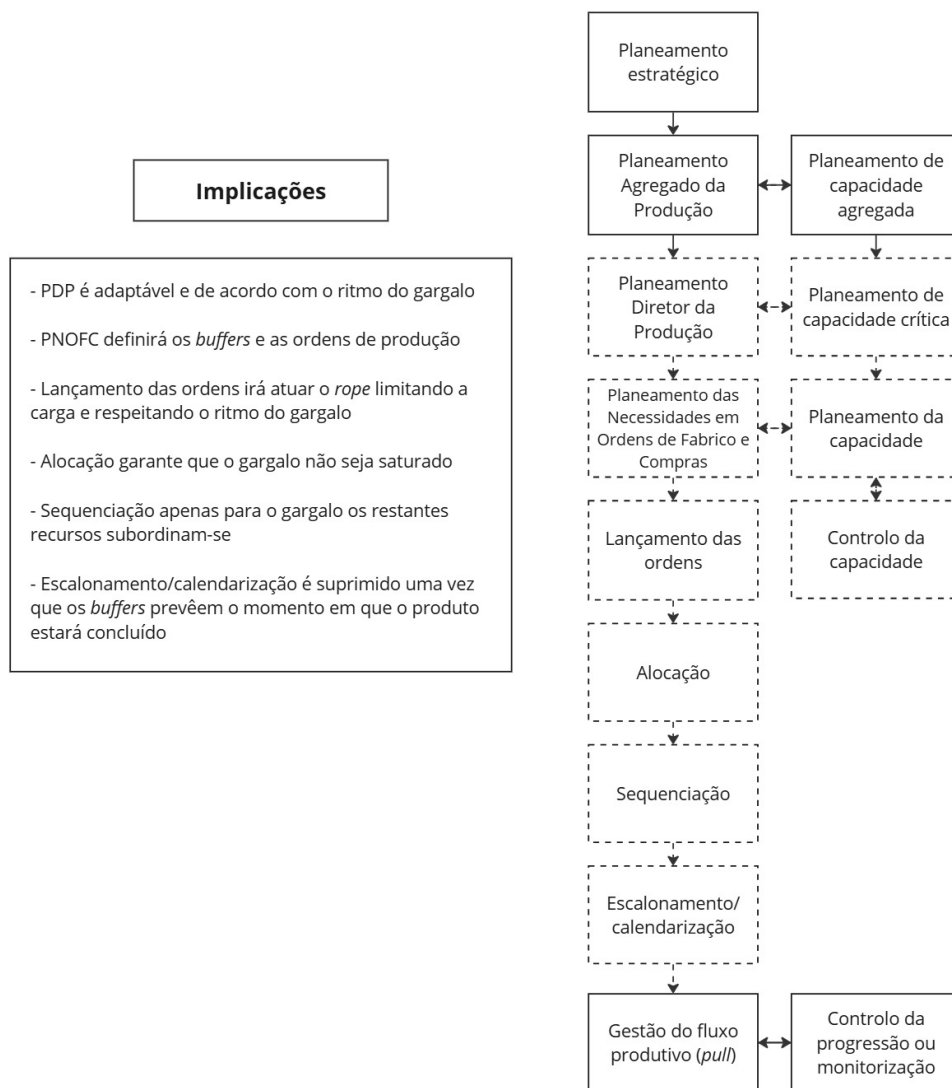 Implicações
- PDP é adaptável e de acordo com o ritmo do gargalo
- PNOFC definirá os buffers e as ordens de produção
- Lançamento das ordens irá atuar o rope limitando a
carga e respeitando o ritmo do gargalo
- Alocação garante que o gargalo não seja saturado
- Sequenciação apenas para o gargalo os restantes
recursos subordinam-se
- Escalonamento/calendarização é suprimido uma vez
que os buffers prevêem o momento em que o produto
estará concluído
Planeamento
estratégico
Planeamento
Agregado da
Produção
Planeamento de
capacidade
agregada
Planeamento
Diretor da
Produção
Planeamento de
capacidade crítica
Planeamento das
Necessidades em
Ordens de Fabrico e
Compras
Planeamento da
capacidade
Lançamento das
ordens
Controlo da
capacidade
Alocação
Sequenciação
Escalonamento/
calendarização
Gestão do fluxo
produtivo (pull)
Controlo da
progressão ou
monitorização